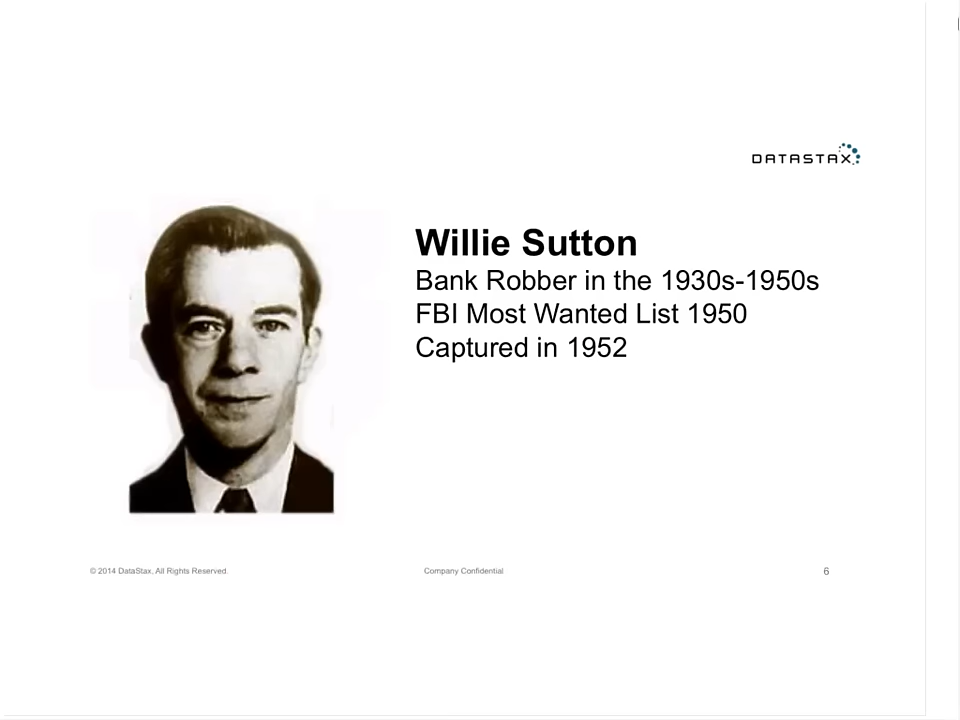 DATASTAX
Willie Sutton
Bank Robber in the 1930s-1950s
FBI Most Wanted List 1950
Captured in 1952
© 2014 DataStax, All Rights Reserved.
Company Confidential
6